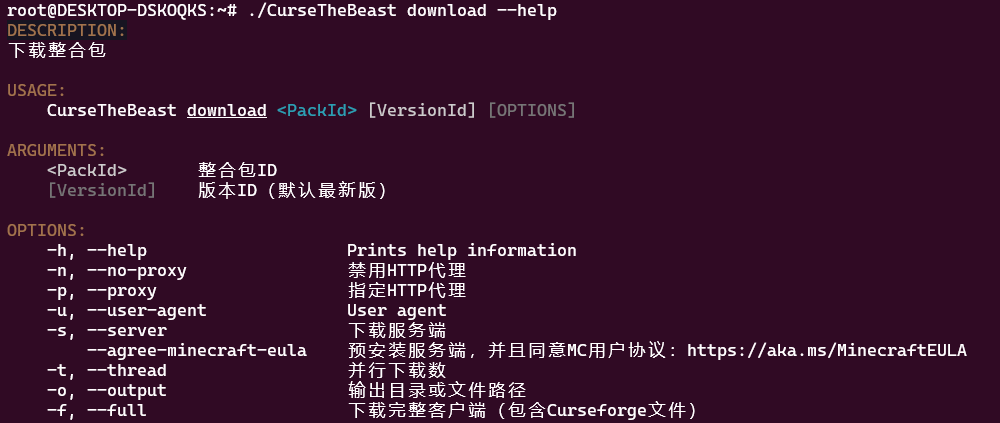 root@DESKTOP-DSKOQKS:~# ./CurseTheBeast download --help
DESCRIPTION:
下载整合包
USAGE:
CurseTheBeast download <PackId> [VersionId] [OPTIONS]
ARGUMENTS:
<PackId> 整合包ID
[VersionId] 版本ID（默认最新版）
OPTIONS:
-h, --help Prints help information
-n, --no-proxy 禁用HTTP代理
-p, --proxy 指定HTTP代理
-u, --user-agent User agent
-s, --server 下载服务端
--agree-minecraft-eula 预安装服务端，并且同意MC用户协议：https://aka.ms/MinecraftEULA
-t, --thread 并行下载数
-o, --output 输出目录或文件路径
-f, --full 下载完整客户端（包含Curseforge文件）